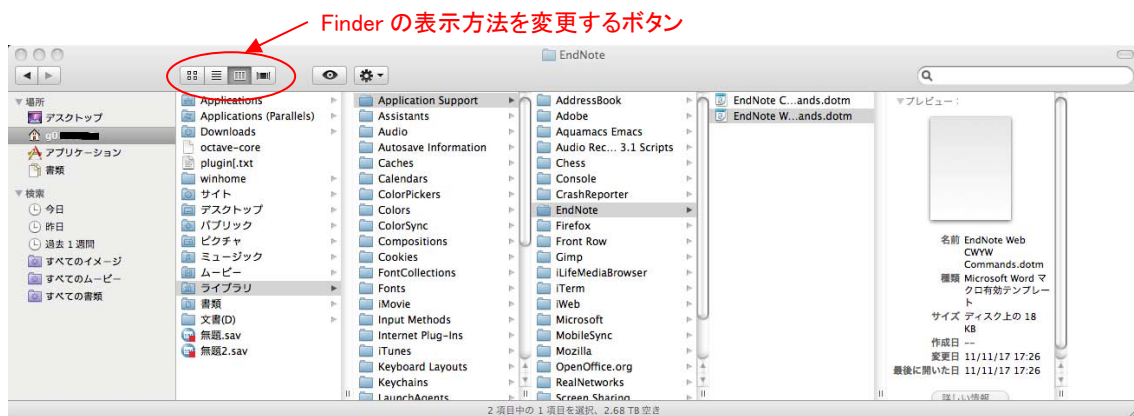 Finder の表示方法を変更するボタン
EndNote
▼場所
デスクトップ
g0
アプリケーション
書類
▼検索
今日
昨日
過去 1 週間
すべてのイメージ
すべてのムービー
すべての書類
Applications
Applications (Parallels)
Downloads
octave-core
plugin[.txt
winhome
サイト
デスクトップ
パブリック
ピクチャ
ミュージック
ムービー
ライブラリ
書類
文書(D)
無題.sav
無題2.sav
Application Support
Assistants
Audio
Autosave Information
Caches
Calendars
ColorPickers
Colors
ColorSync
Compositions
Cookies
FontCollections
Fonts
iMovie
Input Methods
Internet Plug-Ins
iTunes
Keyboard Layouts
Keychains
LaunchAgents
AddressBook
Adobe
Aquamacs Emacs
Audio Rec... 3.1 Scripts
Chess
Console
CrashReporter
EndNote
Firefox
Front Row
Gimp
iLifeMediaBrowser
iTerm
iWeb
Microsoft
MobileSync
Mozilla
OpenOffice.org
RealNetworks
Screen Sharing
EndNote C...ands.dotm
EndNote W...ands.dotm
▼プレビュー：
名前 EndNote Web
CWYW
Commands.dotm
種類 Microsoft Word マ
クロ有効テンプレー
ト
サイズ ディスク上の 18
KB
作成日 --
変更日 11/11/17 17:26
最後に開いた日 11/11/17 17:26
詳しい情報
2 項目中の 1 項目を選択、2.68 TB 空き